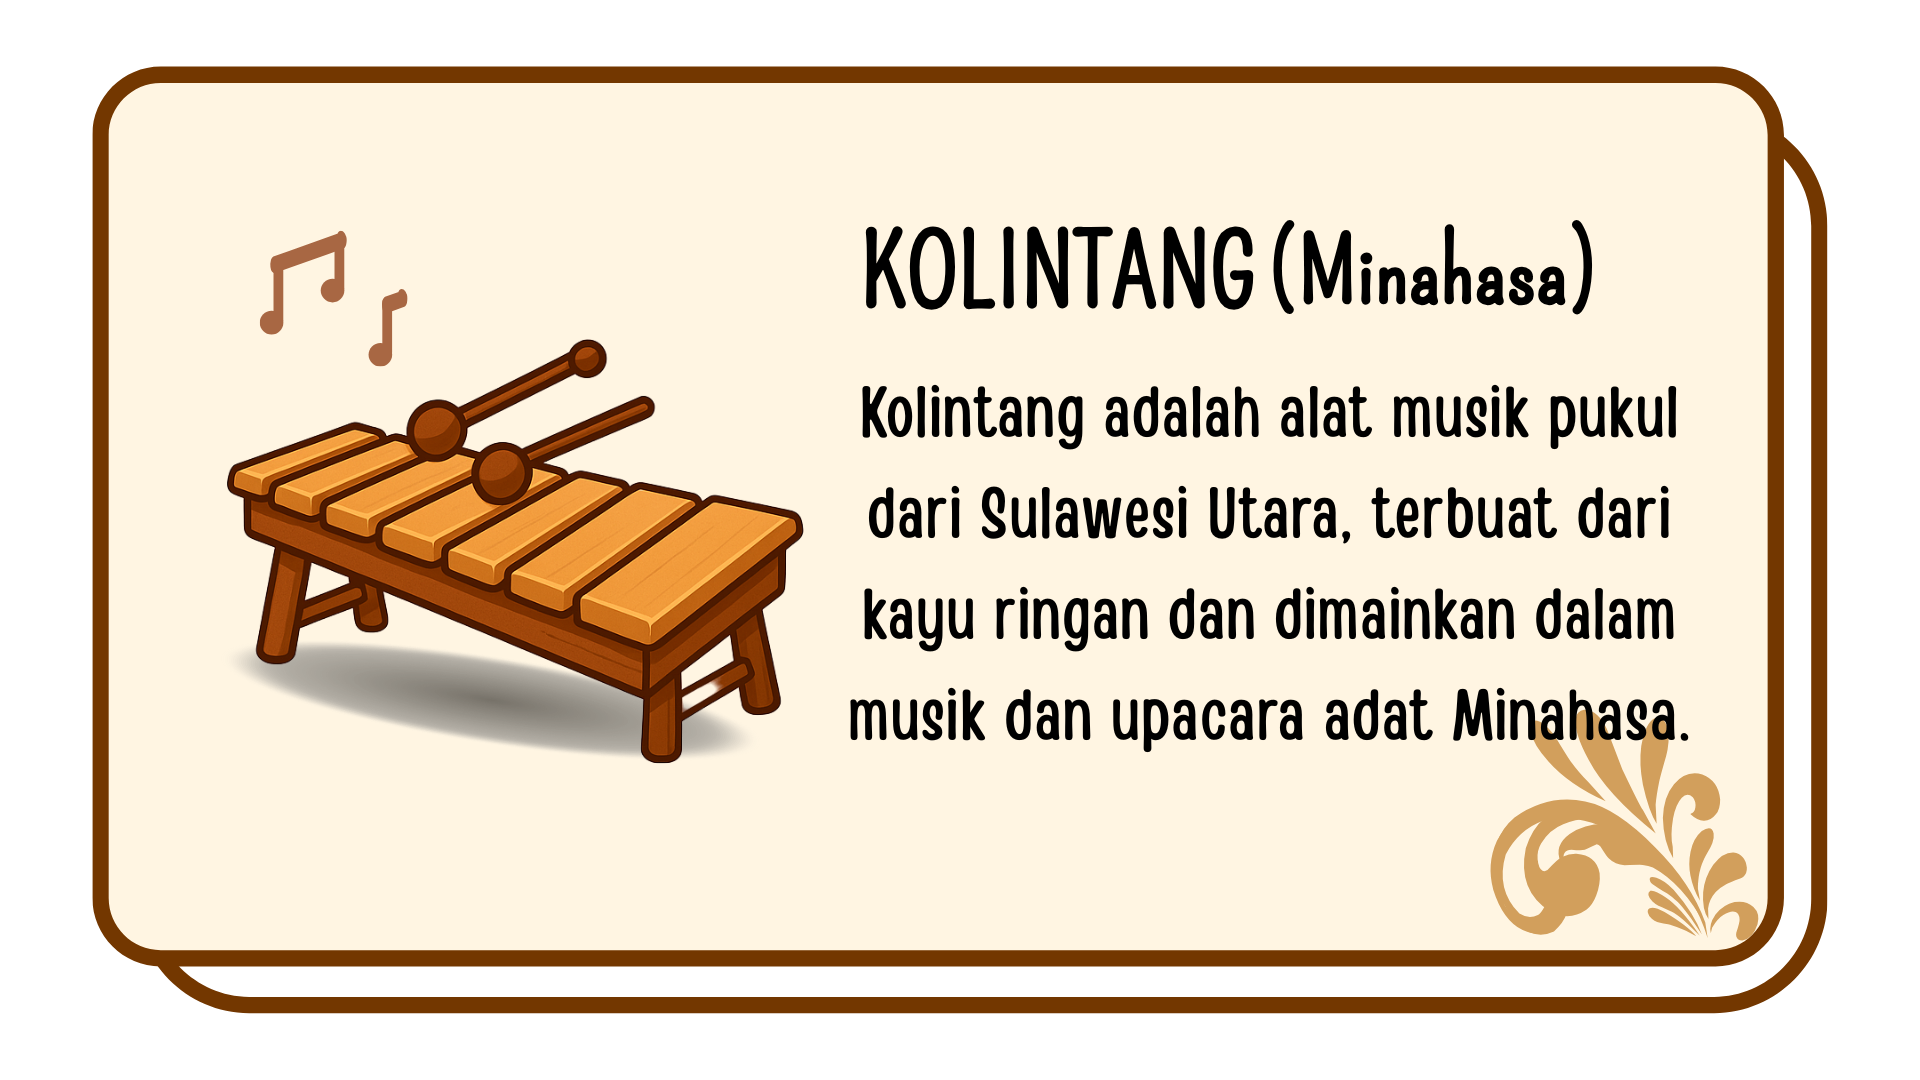 KOLINTANG (Minahasa)
Kolintang adalah alat musik pukul
dari Sulawesi Utara, terbuat dari
kayu ringan dan dimainkan dalam
musik dan upacara adat Minahasa.